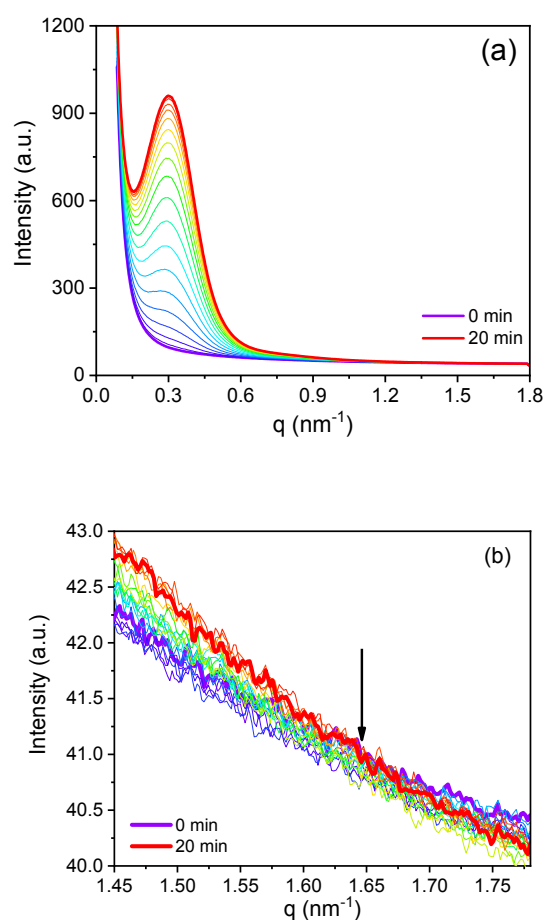 (a)
1200
900
600
300
0
Intensity (a.u.)
0 min
20 min
0.0 0.3 0.6 0.9 1.2 1.5 1.8
q (nm⁻¹)
(b)
43.0
42.5
42.0
41.5
41.0
40.5
40.0
Intensity (a.u.)
0 min
20 min
1.45 1.50 1.55 1.60 1.65 1.70 1.75
q (nm⁻¹)